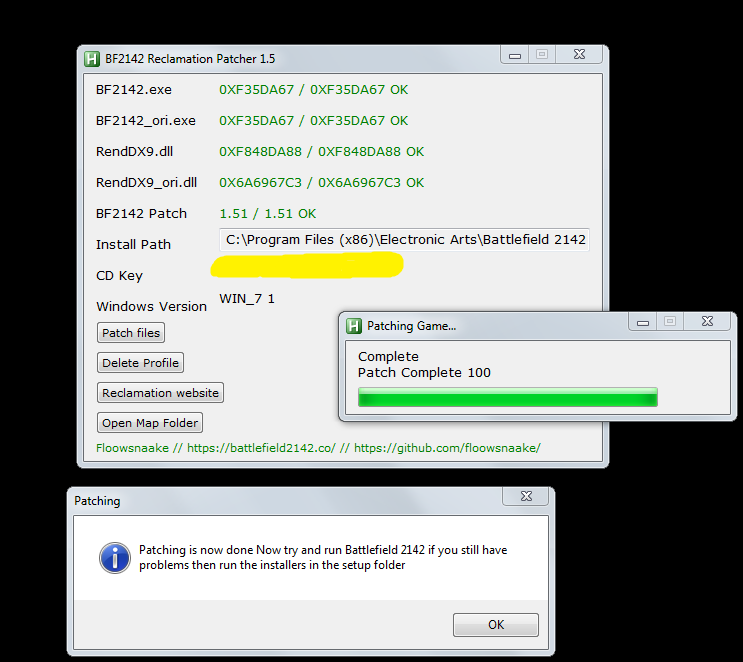 BF2142 Reclamation Patcher 1.5
BF2142.exe 0XF35DA67 / 0XF35DA67 OK
BF2142_ori.exe 0XF35DA67 / 0XF35DA67 OK
RendDX9.dll 0XF848DA88 / 0XF848DA88 OK
RendDX9_ori.dll 0X6A6967C3 / 0X6A6967C3 OK
BF2142 Patch 1.51 / 1.51 OK
Install Path C:\Program Files (x86)\Electronic Arts\Battlefield 2142
CD Key
Windows Version WIN_7 1
Patch files
Delete Profile
Reclamation website
Open Map Folder
Floowsnaake // https://battlefield2142.co/ // https://github.com/floowsnaake/
Patching Game...
Complete
Patch Complete 100
Patching
Patching is now done Now try and run Battlefield 2142 if you still have
problems then run the installers in the setup folder
OK